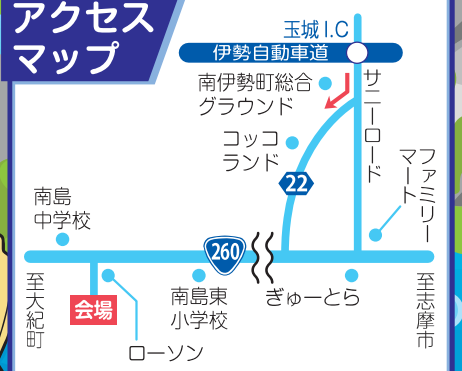 アクセス
マップ
玉城I.C
伊勢自動車道
南伊勢町総合
グラウンド
サニーロード
コッコ
ランド
ファミリー
マート
22
南島
中学校
260
至大紀町
会場
南島東
小学校
ぎゅーとら
至志摩市
ローソン